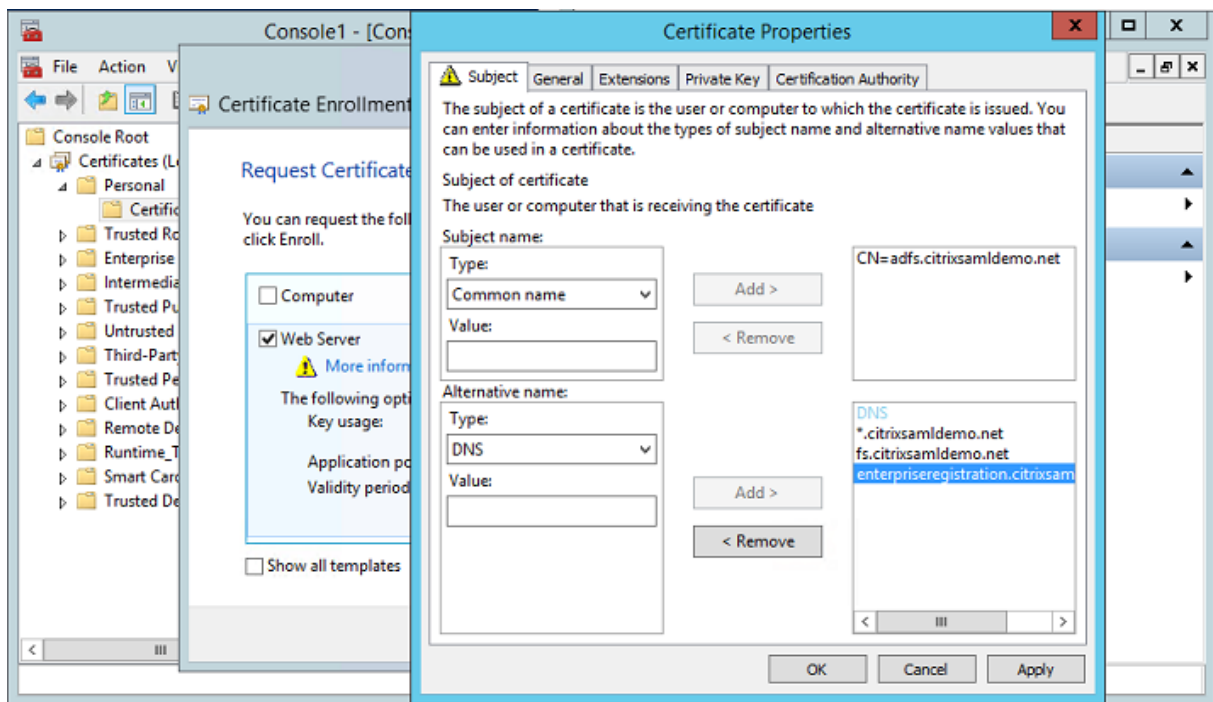 Console1 - [Con
File Action V
Console Root
Certificates (L
Personal
Certific
Trusted Ro
Enterprise
Intermedia
Trusted Pu
Untrusted
Third-Part
Trusted Pe
Client Auth
Remote De
Runtime_T
Smart Card
Trusted De
Certificate Enrollment
Request Certificate
You can request the foll
click Enroll.
Computer
Web Server
More inform
The following opti
Key usage:
Application po
Validity period
Show all templates
Certificate Properties
Subject General Extensions Private Key Certification Authority
The subject of a certificate is the user or computer to which the certificate is issued. You
can enter information about the types of subject name and alternative name values that
can be used in a certificate.
Subject of certificate
The user or computer that is receiving the certificate
Subject name:
Type:
Common name
Value:
Add >
< Remove
CN=adfs.citrixsamldemo.net
Alternative name:
Type:
DNS
Value:
Add >
< Remove
DNS
*.citrixsamldemo.net
fs.citrixsamldemo.net
enterpriseregistration.citrixsam
OK Cancel Apply